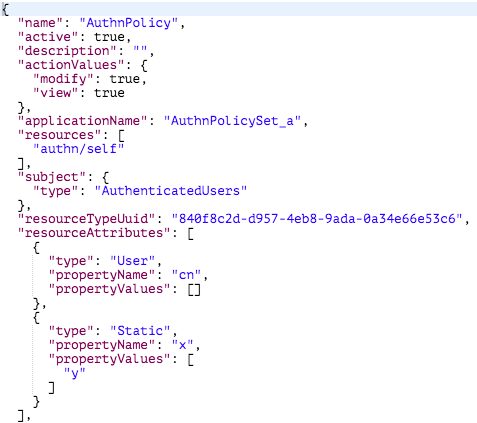 {
  "name": "AuthnPolicy",
  "active": true,
  "description": "",
  "actionValues": {
    "modify": true,
    "view": true
  },
  "applicationName": "AuthnPolicySet_a",
  "resources": [
    "authn/self"
  ],
  "subject": {
    "type": "AuthenticatedUsers"
  },
  "resourceTypeUuid": "840f8c2d-d957-4eb8-9ada-0a34e66e53c6",
  "resourceAttributes": [
    {
      "type": "User",
      "propertyName": "cn",
      "propertyValues": []
    },
    {
      "type": "Static",
      "propertyName": "x",
      "propertyValues": [
        "y"
      ]
    }
  ],